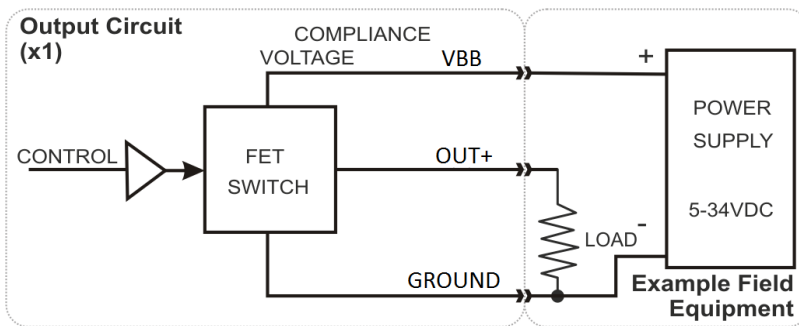 Output Circuit
(x1)
COMPLIANCE
VOLTAGE
VBB
+
POWER
SUPPLY
5-34VDC
CONTROL
FET
SWITCH
OUT+
LOAD
-
GROUND
Example Field
Equipment